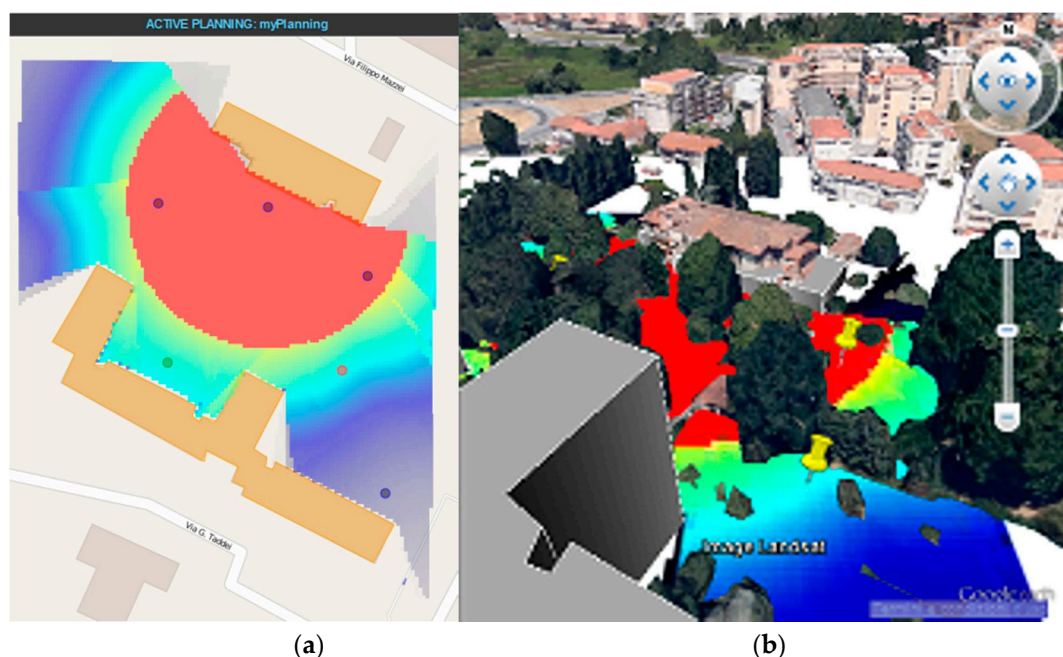 ACTIVE PLANNING: myPlanning
Via Filippo Mazzei
Via G. Taddei
N
Image Landsat
Google earth
(a)
(b)